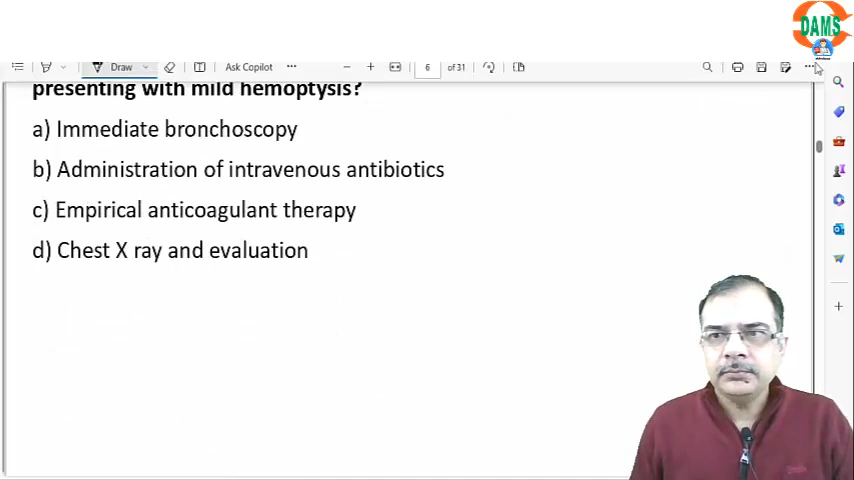 DAMS
Draw
Ask Copilot
6 of 31
presenting with mild hemoptysis?
a) Immediate bronchoscopy
b) Administration of intravenous antibiotics
c) Empirical anticoagulant therapy
d) Chest X ray and evaluation